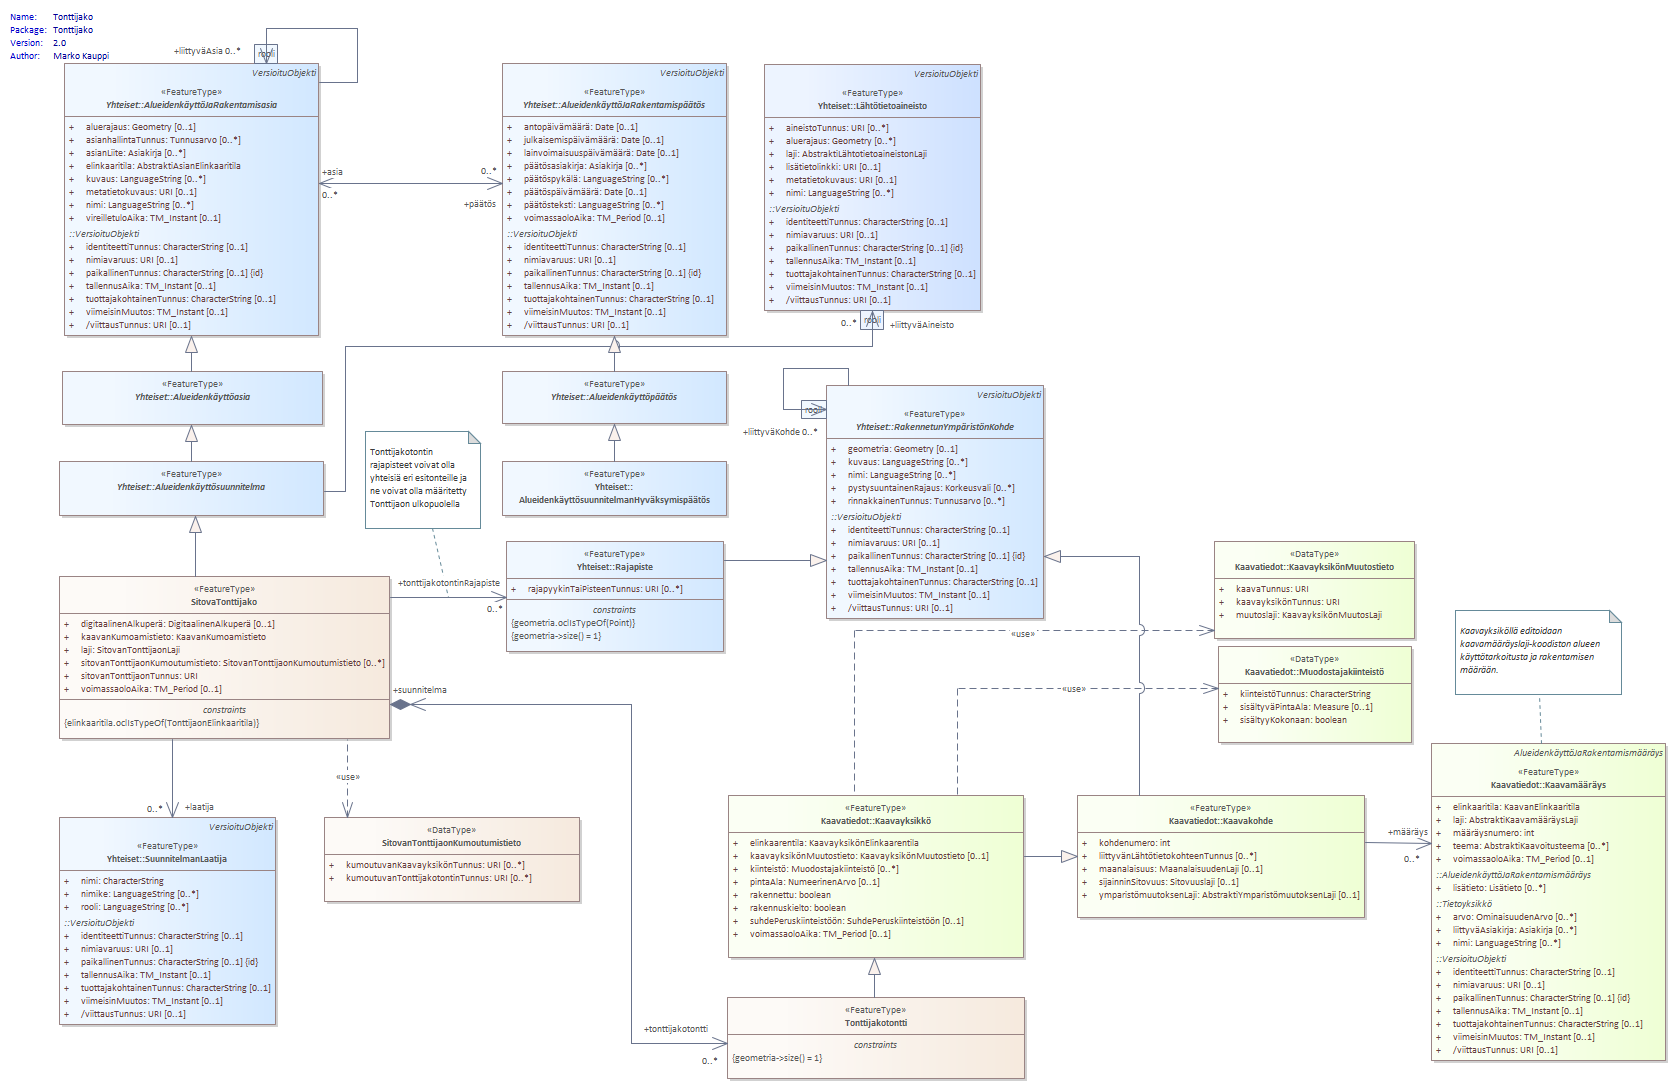 Name: Tonttijako
Package: Tonttijako
Version: 2.0
Author: Marko Kauppi
+liittyväAsia 0..*
rooli
VersioituObjekti
«FeatureType»
Yhteiset::AlueidenkäyttöJaRakentamisasia
+ aluerajaus: Geometry [0..1]
+ asianhallintaTunnus: Tunnusarvo [0..*]
+ asianLiite: Asiakirja [0..*]
+ elinkaaritila: AbstraktiAsianElinkaaritila
+ kuvaus: LanguageString [0..*]
+ metatietokuvaus: URI [0..1]
+ nimi: LanguageString [0..*]
+ vireilletuloAika: TM_Instant [0..1]
::VersioituObjekti
+ identiteettiTunnus: CharacterString [0..1]
+ nimiavaruus: URI [0..1]
+ paikallinenTunnus: CharacterString [0..1] {id}
+ tallennusAika: TM_Instant [0..1]
+ tuottajakohtainenTunnus: CharacterString [0..1]
+ viimeisinMuutos: TM_Instant [0..1]
+ /viittausTunnus: URI [0..1]
+asia
0..*
0..*
+päätös
VersioituObjekti
«FeatureType»
Yhteiset::AlueidenkäyttöJaRakentamispäätös
+ antopäivämäärä: Date [0..1]
+ julkaisemispäivämäärä: Date [0..1]
+ lainvoimaisuuspäivämäärä: Date [0..1]
+ päätösasiakirja: Asiakirja [0..*]
+ päätöspykälä: LanguageString [0..*]
+ päätöspäivämäärä: Date [0..1]
+ päätösteksti: LanguageString [0..*]
+ voimassaoloAika: TM_Period [0..1]
::VersioituObjekti
+ identiteettiTunnus: CharacterString [0..1]
+ nimiavaruus: URI [0..1]
+ paikallinenTunnus: CharacterString [0..1] {id}
+ tallennusAika: TM_Instant [0..1]
+ tuottajakohtainenTunnus: CharacterString [0..1]
+ viimeisinMuutos: TM_Instant [0..1]
+ /viittausTunnus: URI [0..1]
VersioituObjekti
«FeatureType»
Yhteiset::Lähtötietoaineisto
+ aineistoTunnus: URI [0..*]
+ aluerajaus: Geometry [0..*]
+ laji: AbstraktiLähtotietoaineistonLaji
+ lisätietolinkki: URI [0..1]
+ metatietokuvaus: URI [0..1]
+ nimi: LanguageString [0..*]
::VersioituObjekti
+ identiteettiTunnus: CharacterString [0..1]
+ nimiavaruus: URI [0..1]
+ paikallinenTunnus: CharacterString [0..1] {id}
+ tallennusAika: TM_Instant [0..1]
+ tuottajakohtainenTunnus: CharacterString [0..1]
+ viimeisinMuutos: TM_Instant [0..1]
+ /viittausTunnus: URI [0..1]
0..*
rooli
+liittyväAineisto
«FeatureType»
Yhteiset::Alueidenkäyttöasia
«FeatureType»
Yhteiset::Alueidenkäyttöpäätös
«FeatureType»
Yhteiset::Alueidenkäyttösuunnitelma
«FeatureType»
Yhteiset::
AlueidenkäyttösuunnitelmanHyväksymispäätös
Tonttijakotontin
rajapisteet voivat olla
yhteisiä eri esitonteille ja
ne voivat olla määritetty
Tonttijaon ulkopuolella
rooli
+liittyväKohde 0..*
VersioituObjekti
«FeatureType»
Yhteiset::RakennetunYmpäristönKohde
+ geometria: Geometry [0..1]
+ kuvaus: LanguageString [0..*]
+ nimi: LanguageString [0..*]
+ pystysuuntainenRajaus: Korkeusvali [0..*]
+ rinnakkainenTunnus: Tunnusarvo [0..*]
::VersioituObjekti
+ identiteettiTunnus: CharacterString [0..1]
+ nimiavaruus: URI [0..1]
+ paikallinenTunnus: CharacterString [0..1] {id}
+ tallennusAika: TM_Instant [0..1]
+ tuottajakohtainenTunnus: CharacterString [0..1]
+ viimeisinMuutos: TM_Instant [0..1]
+ /viittausTunnus: URI [0..1]
«FeatureType»
Yhteiset::Rajapiste
+ rajapyykinTaiPisteenTunnus: URI [0..*]
constraints
{geometria.oclIsTypeOf(Point)}
{geometria->size() = 1}
+tonttijakotontinRajapiste
0..*
«FeatureType»
SitovaTonttijako
+ digitaalinenAlkuperä: DigitaalinenAlkuperä [0..1]
+ kaavanKumoamistieto: KaavanKumoamistieto
+ laji: SitovanTonttijaonLaji
+ sitovanTonttijaonKumoutumistieto: SitovanTonttijaonKumoutumistieto [0..*]
+ sitovanTonttijaonTunnus: URI
+ voimassaoloAika: TM_Period [0..1]
constraints
{elinkaaritila.oclIsTypeOf(TonttijaonElinkaaritila)}
+suunnitelma
«use»
0..*
+laatija
«DataType»
Kaavatiedot::KaavayksikönMuutostieto
+ kaavaTunnus: URI
+ kaavayksikönTunnus: URI
+ muutoslaji: KaavayksikönMuutosLaji
«use»
«DataType»
Kaavatiedot::Muodostajakiinteistö
+ kiinteistöTunnus: CharacterString
+ sisältyväPintaAla: Measure [0..1]
+ sisältyyKokonaan: boolean
«use»
Kaavayksiköllä editoidaan
kaavamääräyslaji-koodiston alueen
käyttötarkoitusta ja rakentamisen
määrään.
VersioituObjekti
«FeatureType»
Yhteiset::SuunnitelmanLaatija
+ nimi: CharacterString
+ nimike: LanguageString [0..*]
+ rooli: LanguageString [0..*]
::VersioituObjekti
+ identiteettiTunnus: CharacterString [0..1]
+ nimiavaruus: URI [0..1]
+ paikallinenTunnus: CharacterString [0..1] {id}
+ tallennusAika: TM_Instant [0..1]
+ tuottajakohtainenTunnus: CharacterString [0..1]
+ viimeisinMuutos: TM_Instant [0..1]
+ /viittausTunnus: URI [0..1]
«DataType»
SitovanTonttijaonKumoutumistieto
+ kumoutuvanKaavayksikönTunnus: URI [0..*]
+ kumoutuvanTonttijakotontinTunnus: URI [0..*]
«FeatureType»
Kaavatiedot::Kaavayksikkö
+ elinkaarentila: KaavayksikönElinkaarentila
+ kaavayksikönMuutostieto: KaavayksikönMuutostieto [0..1]
+ kiinteistö: Muodostajakiinteistö [0..*]
+ pintaAla: NumeerinenArvo [0..1]
+ rakennettu: boolean
+ rakennuskielto: boolean
+ suhdePeruskiinteistöön: SuhdePeruskiinteistöön [0..1]
+ voimassaoloAika: TM_Period [0..1]
«FeatureType»
Kaavatiedot::Kaavakohde
+ kohdenumero: int
+ liittyvänLähtötietokohteenTunnus [0..*]
+ maanalaisuus: MaanalaisuudenLaji [0..1]
+ sijainninSitovuus: Sitovuuslaji [0..1]
+ ymparistömuutoksenLaji: AbstraktiYmparistömuutoksenLaji [0..1]
+määräys
0..*
AlueidenkäyttöJaRakentamismääräys
«FeatureType»
Kaavatiedot::Kaavamääräys
+ elinkaaritila: KaavanElinkaaritila
+ laji: AbstraktiKaavamääräysLaji
+ määräysnumero: int
+ teema: AbstraktiKaavoitusteema [0..*]
+ voimassaoloAika: TM_Period [0..1]
::AlueidenkäyttöJaRakentamismääräys
+ lisätieto: Lisätieto [0..*]
::Tietoyksikkö
+ arvo: OminaisuudenArvo [0..*]
+ liittyväAsiakirja: Asiakirja [0..*]
+ nimi: LanguageString [0..*]
::VersioituObjekti
+ identiteettiTunnus: CharacterString [0..1]
+ nimiavaruus: URI [0..1]
+ paikallinenTunnus: CharacterString [0..1] {id}
+ tallennusAika: TM_Instant [0..1]
+ tuottajakohtainenTunnus: CharacterString [0..1]
+ viimeisinMuutos: TM_Instant [0..1]
+ /viittausTunnus: URI [0..1]
+tonttijakotontti
0..*
«FeatureType»
Tonttijakotontti
constraints
{geometria->size() = 1}